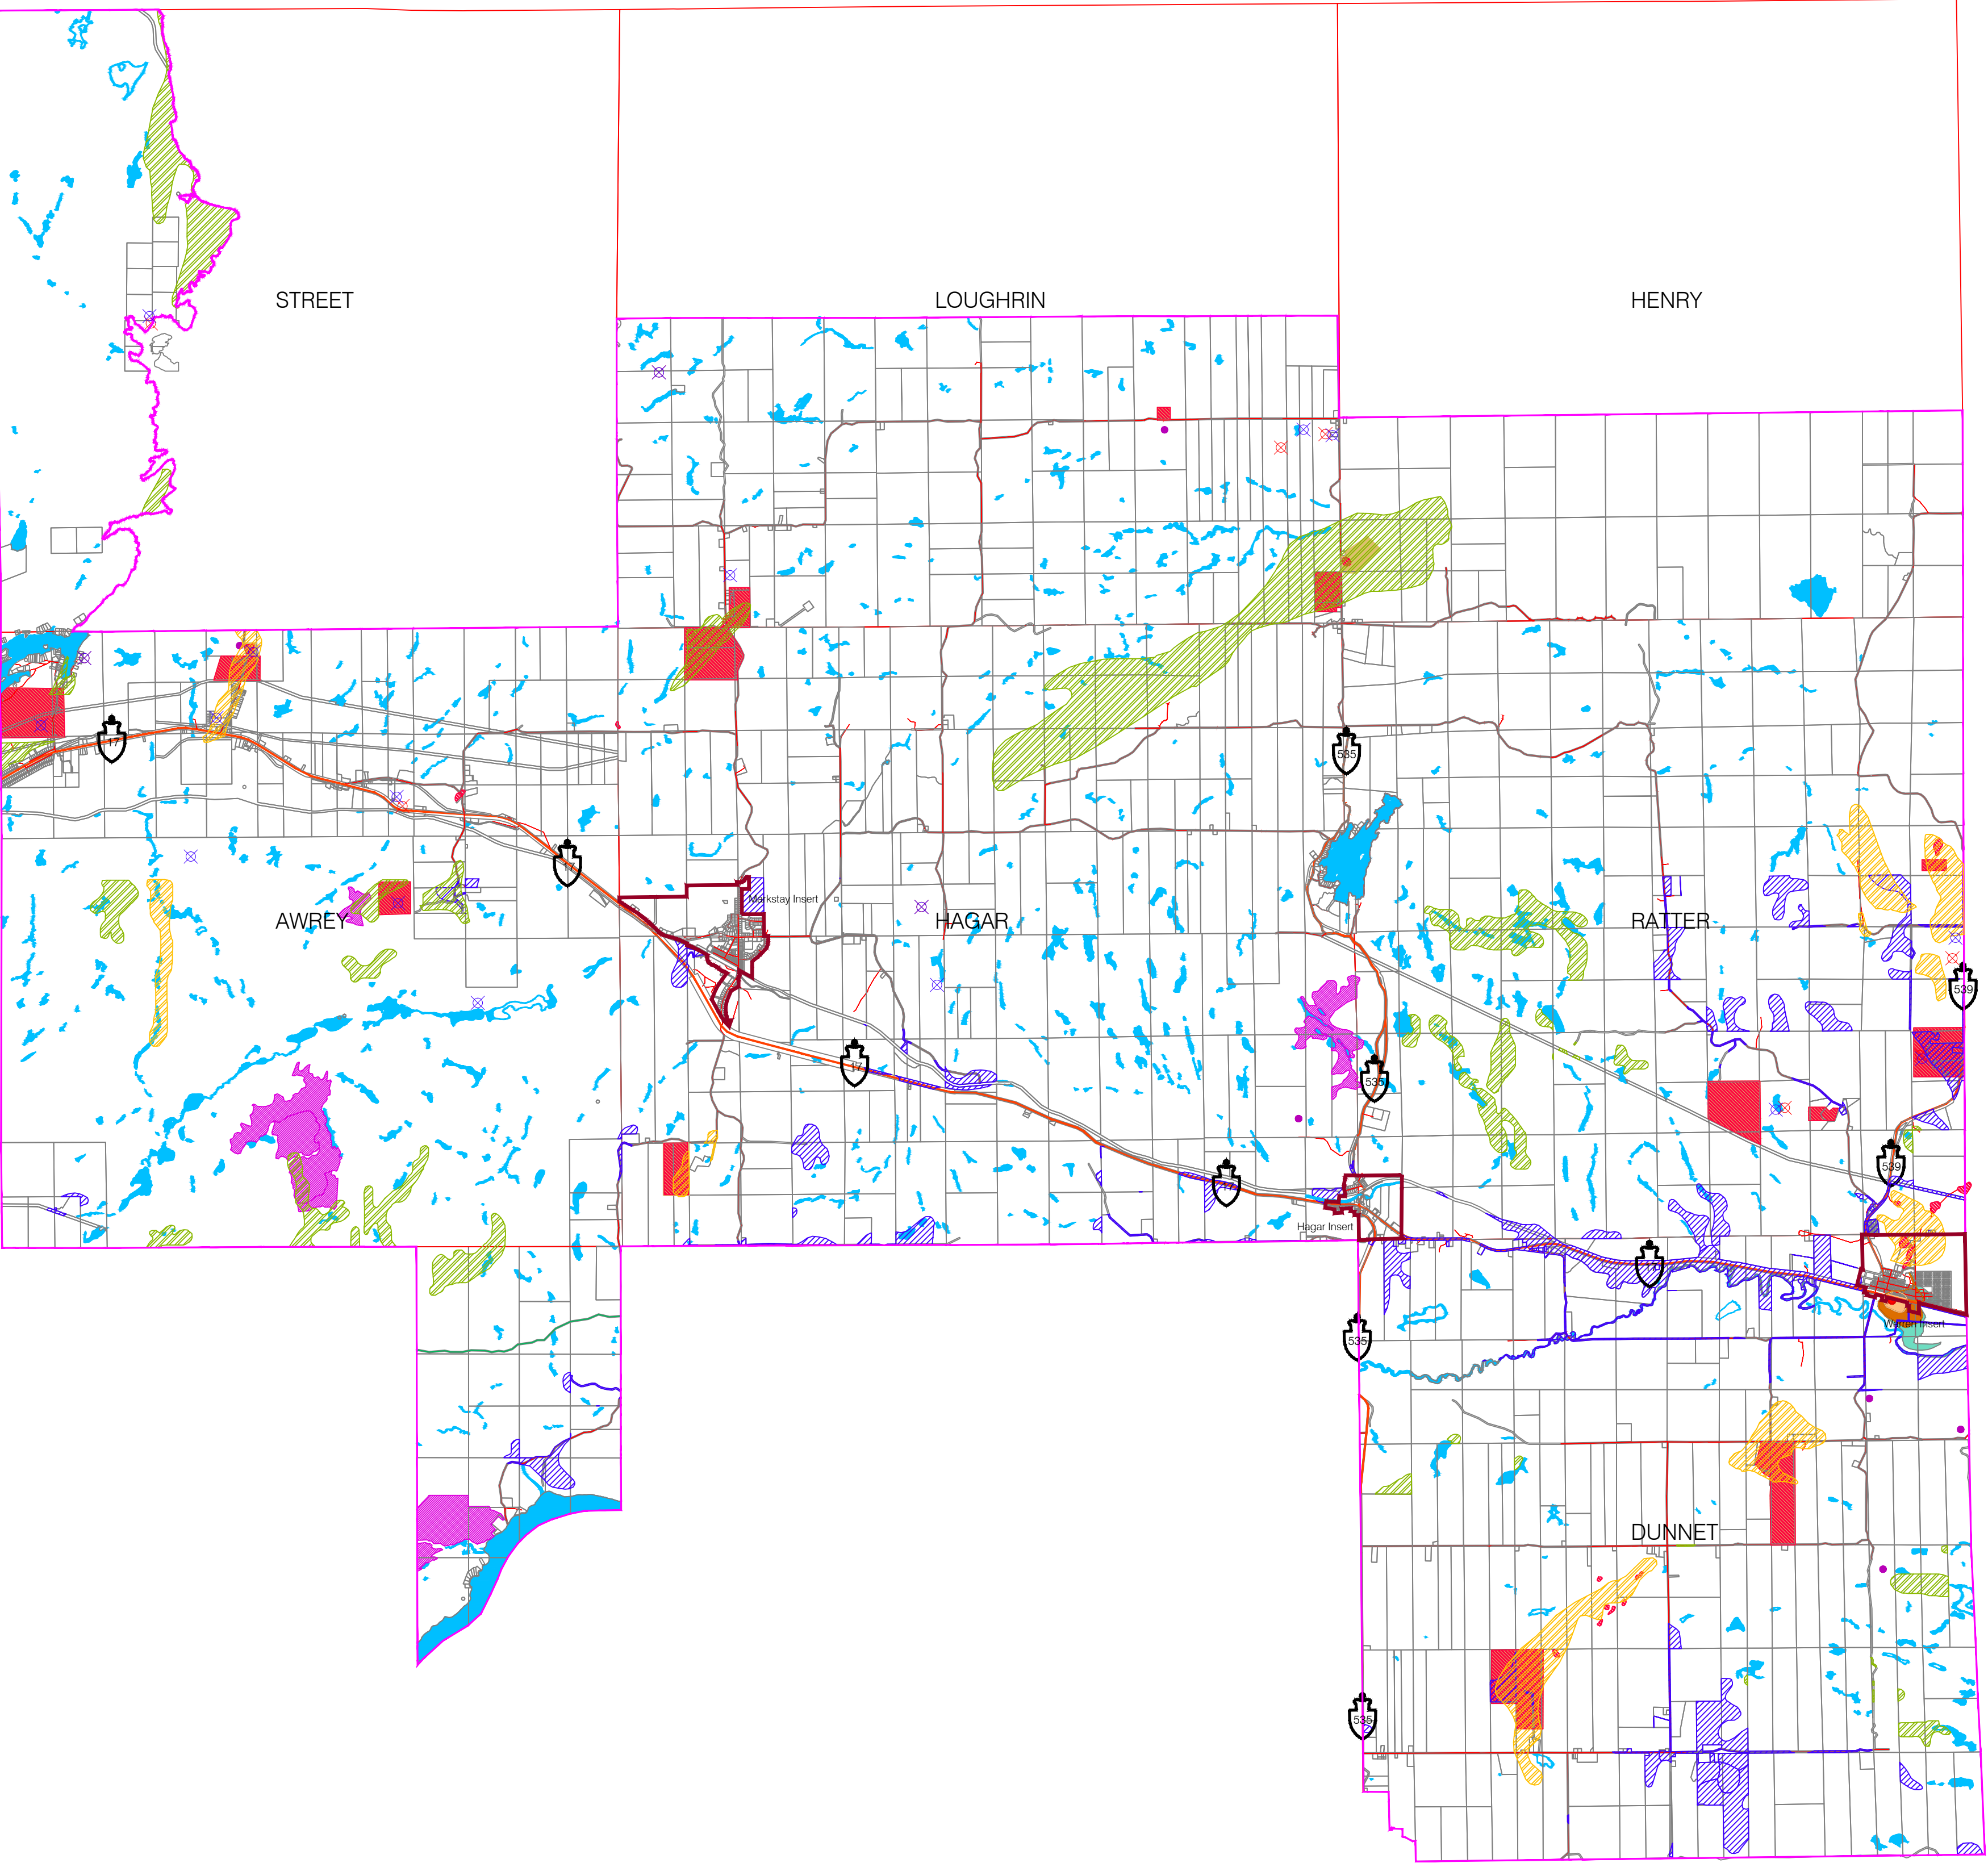 STREET
LOUGHRIN
HENRY
17
535
17
Markstay Insert
AWREY
HAGAR
RATTER
539
17
535
539
17
Hagar Insert
17
Warren Insert
535
DUNNET
535